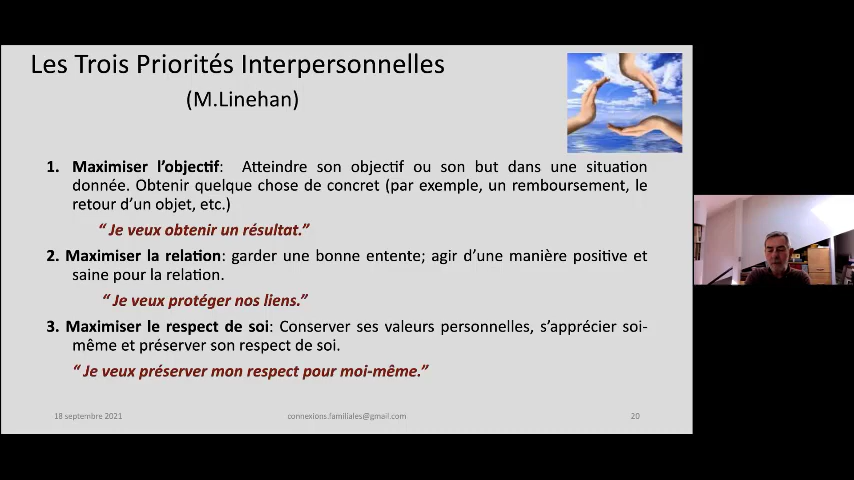 Les Trois Priorités Interpersonnelles
(M.Linehan)
1. Maximiser l’objectif: Atteindre son objectif ou son but dans une situation
donnée. Obtenir quelque chose de concret (par exemple, un remboursement, le
retour d’un objet, etc.)
“ Je veux obtenir un résultat.”
2. Maximiser la relation: garder une bonne entente; agir d’une manière positive et
saine pour la relation.
“ Je veux protéger nos liens.”
3. Maximiser le respect de soi: Conserver ses valeurs personnelles, s’apprécier soi-
même et préserver son respect de soi.
“ Je veux préserver mon respect pour moi-même.”
18 septembre 2021
connexions.familiales@gmail.com
20